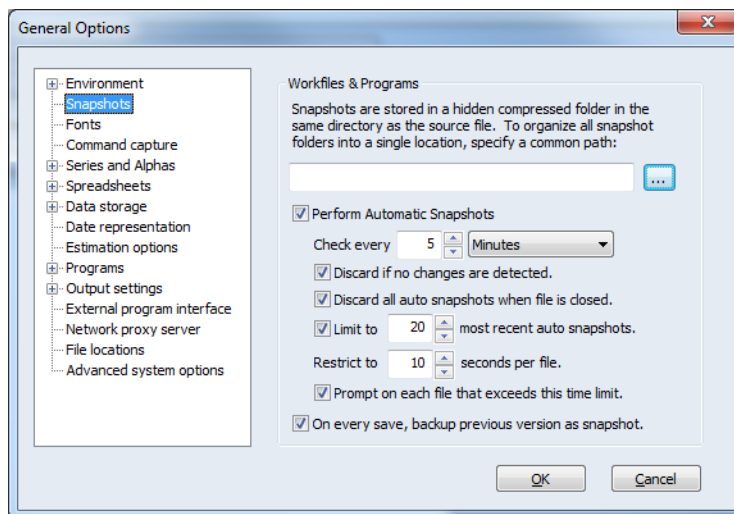 General Options
Environment
Snapshots
Fonts
Command capture
Series and Alphas
Spreadsheets
Data storage
Date representation
Estimation options
Programs
Output settings
External program interface
Network proxy server
File locations
Advanced system options
Workfiles & Programs
Snapshots are stored in a hidden compressed folder in the
same directory as the source file. To organize all snapshot
folders into a single location, specify a common path:
...
Perform Automatic Snapshots
Check every 5 Minutes
Discard if no changes are detected.
Discard all auto snapshots when file is closed.
Limit to 20 most recent auto snapshots.
Restrict to 10 seconds per file.
Prompt on each file that exceeds this time limit.
On every save, backup previous version as snapshot.
OK Cancel